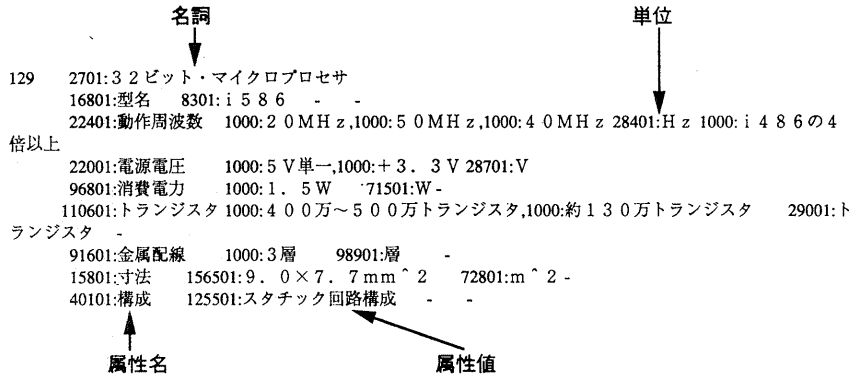 名詞 単位
129 2701:32ビット・マイクロプロセサ
16801:型名 8301:i586 - -
22401:動作周波数 1000:20MHz,1000:50MHz,1000:40MHz 28401:Hz 1000:i486の4
倍以上
22001:電源電圧 1000:5V単一,1000:+3.3V 28701:V
96801:消費電力 1000:1.5W 71501:W -
110601:トランジスタ 1000:400万～500万トランジスタ,1000:約130万トランジスタ 29001:ト
ランジスタ -
91601:金属配線 1000:3層 98901:層 -
15801:寸法 156501:9.0×7.7mm^2 72801:m^2 -
40101:構成 125501:スタチック回路構成 - -
属性名 属性値